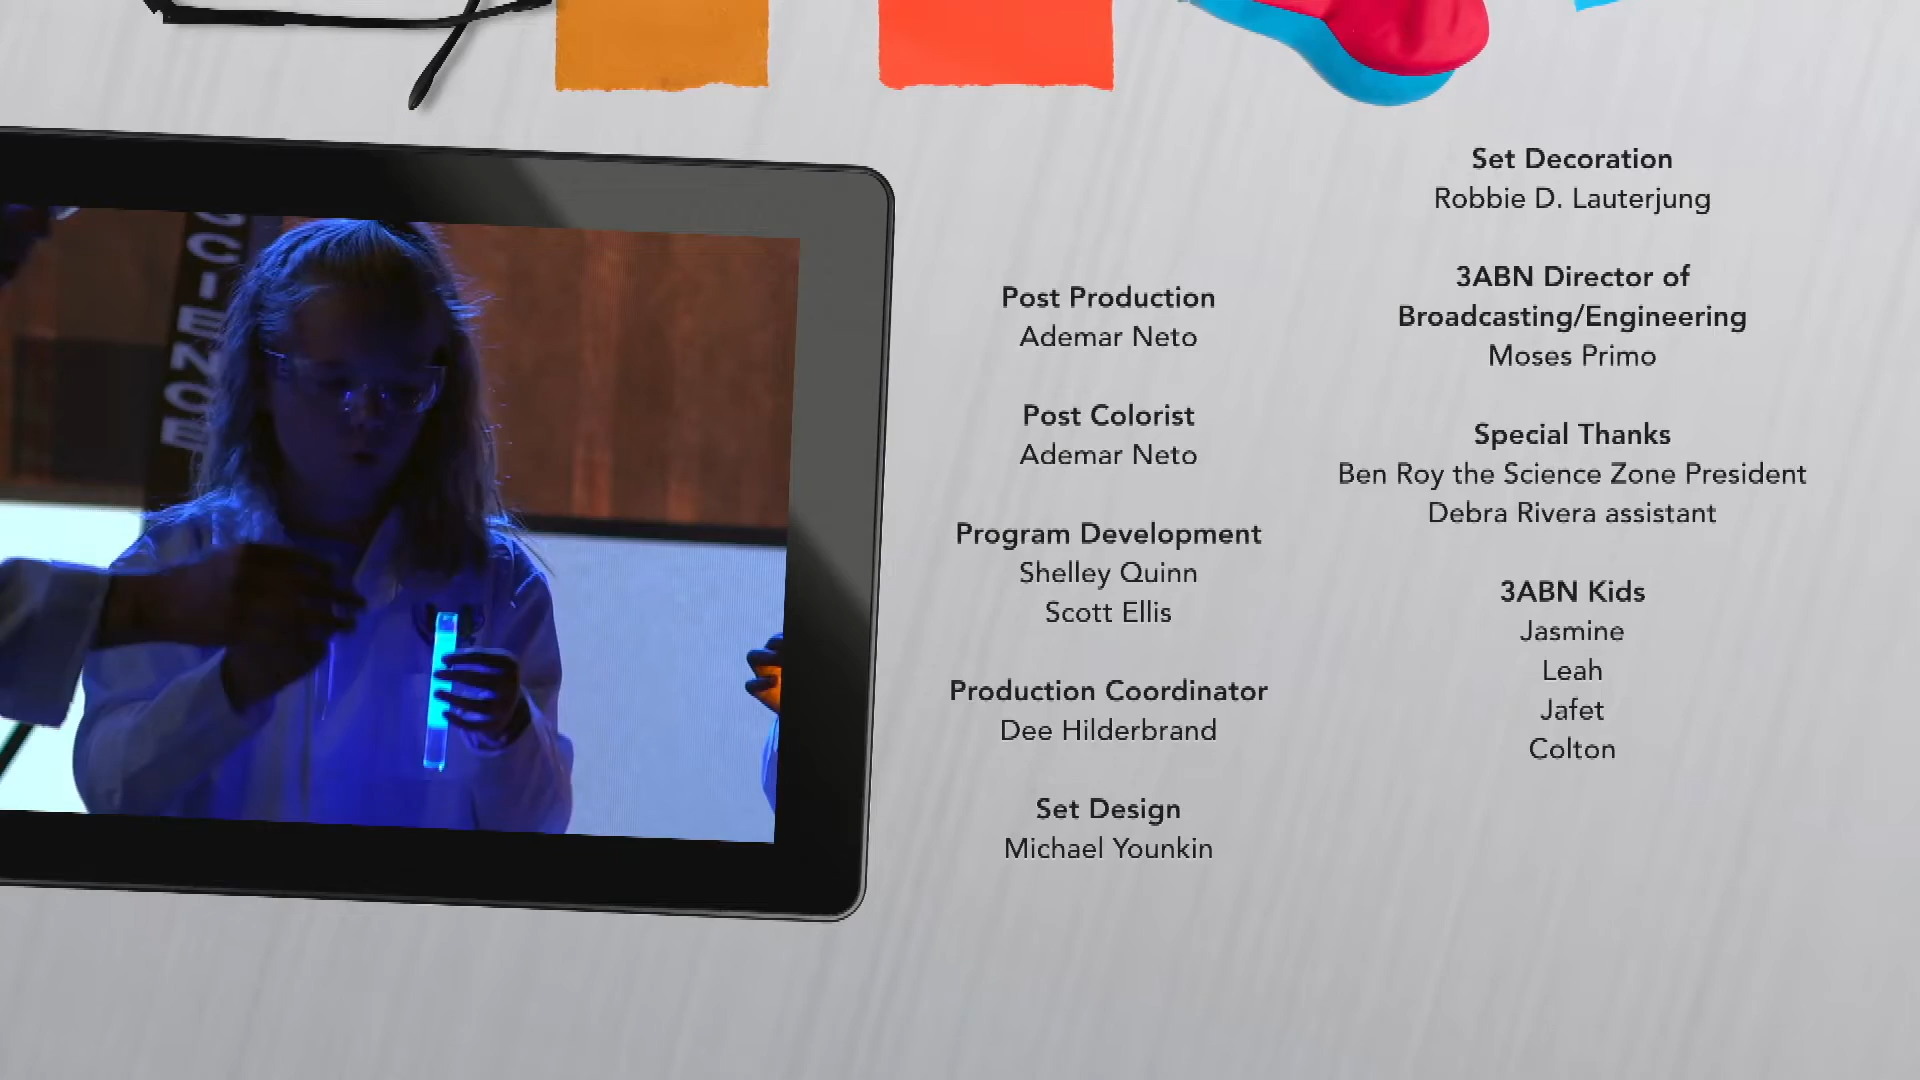 SCIENCE
ZONE
Post Production
Ademar Neto
Post Colorist
Ademar Neto
Program Development
Shelley Quinn
Scott Ellis
Production Coordinator
Dee Hilderbrand
Set Design
Michael Younkin
Set Decoration
Robbie D. Lauterjung
3ABN Director of
Broadcasting/Engineering
Moses Primo
Special Thanks
Ben Roy the Science Zone President
Debra Rivera assistant
3ABN Kids
Jasmine
Leah
Jafet
Colton